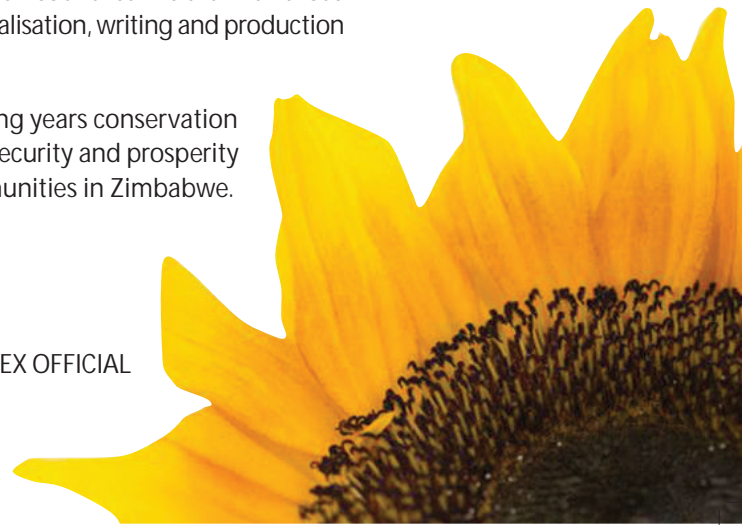 alisation, writing and production
ng years conservation
ecurity and prosperity
unities in Zimbabwe.
EX OFFICIAL